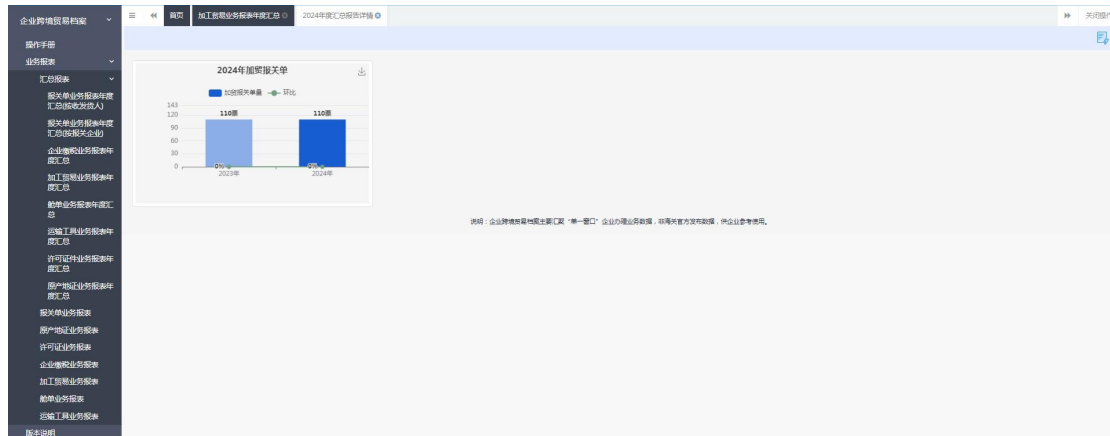 企业跨境贸易档案
首页
加工贸易业务报表年度汇总
2024年度汇总报告详情
关闭操作
操作手册
业务报表
汇总报表
报关单业务报表年度
汇总(按收发货人)
报关单业务报表年度
汇总(按报关企业)
企业缴税业务报表年
度汇总
加工贸易业务报表年
度汇总
舱单业务报表年度汇
总
运输工具业务报表年
度汇总
许可证件业务报表年
度汇总
原产地证业务报表年
度汇总
报关单业务报表
原产地证业务报表
许可证业务报表
企业缴税业务报表
加工贸易业务报表
舱单业务报表
运输工具业务报表
版本说明
2024年加贸报关单
加贸报关单量 环比
143
120
90
60
30
0
110票
110票
0%
0%
2023年
2024年
说明：企业跨境贸易档案主要汇聚“单一窗口”企业办理业务数据，非海关官方发布数据，供企业参考使用。